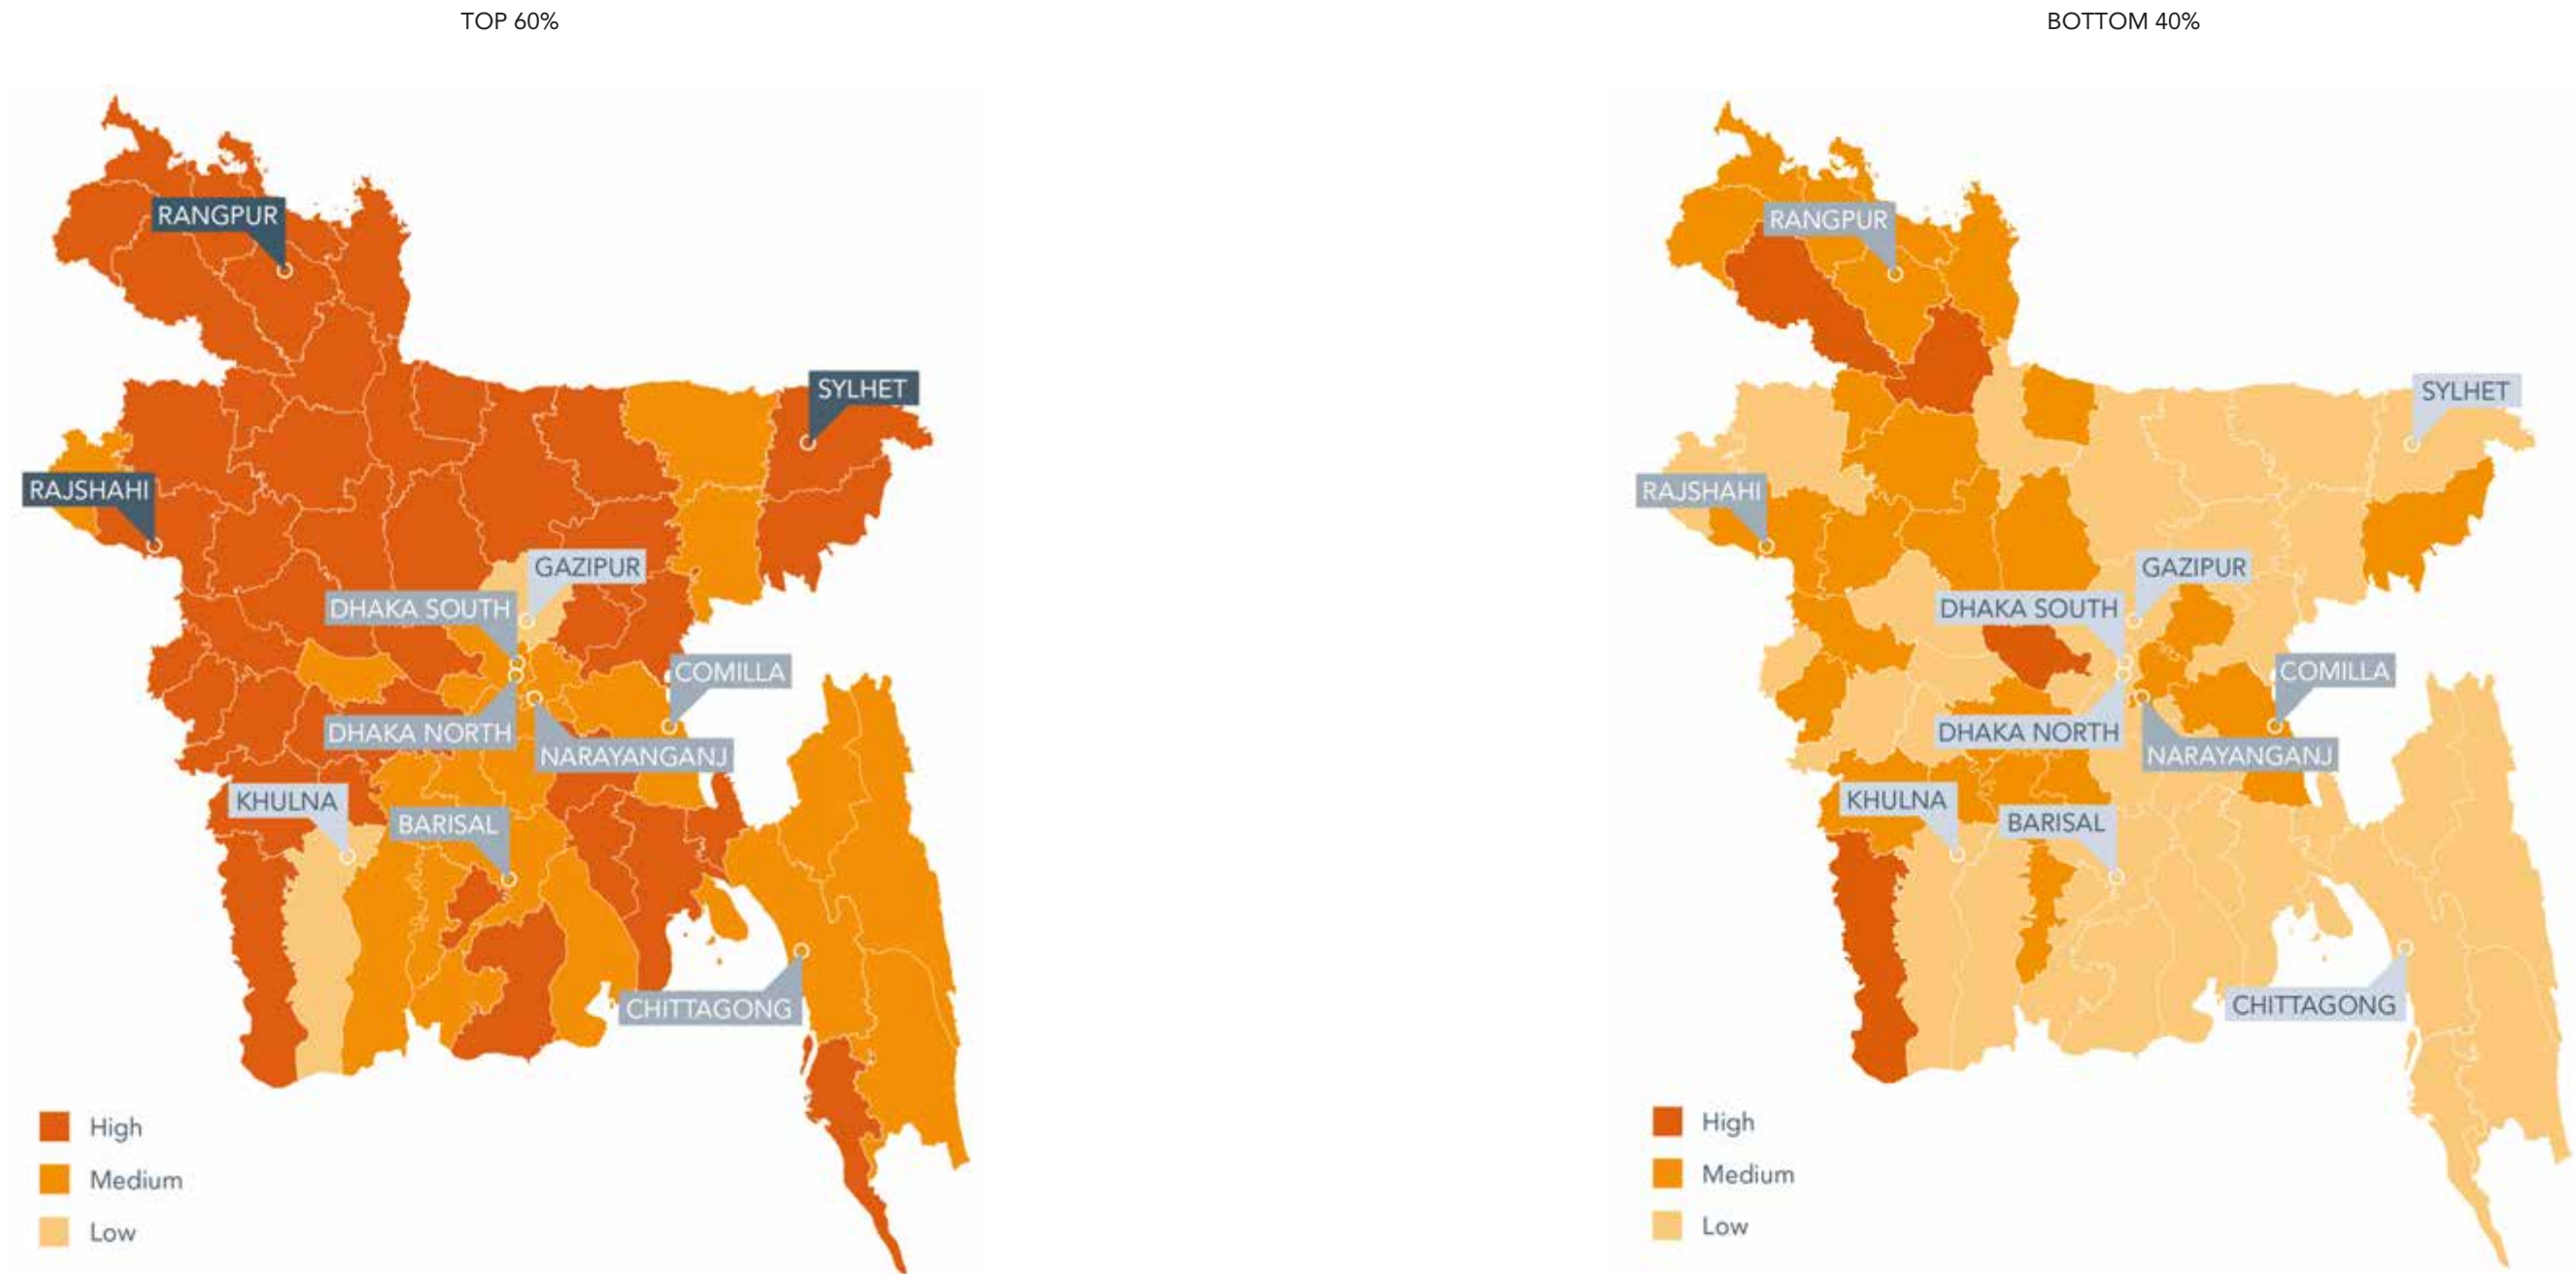 TOP 60%
RANGPUR
SYLHET
RAJSHAHI
GAZIPUR
DHAKA SOUTH
COMILLA
DHAKA NORTH
NARAYANGANJ
KHULNA
BARISAL
CHITTAGONG
High
Medium
Low
BOTTOM 40%
RANGPUR
SYLHET
RAJSHAHI
GAZIPUR
DHAKA SOUTH
COMILLA
DHAKA NORTH
NARAYANGANJ
KHULNA
BARISAL
CHITTAGONG
High
Medium
Low